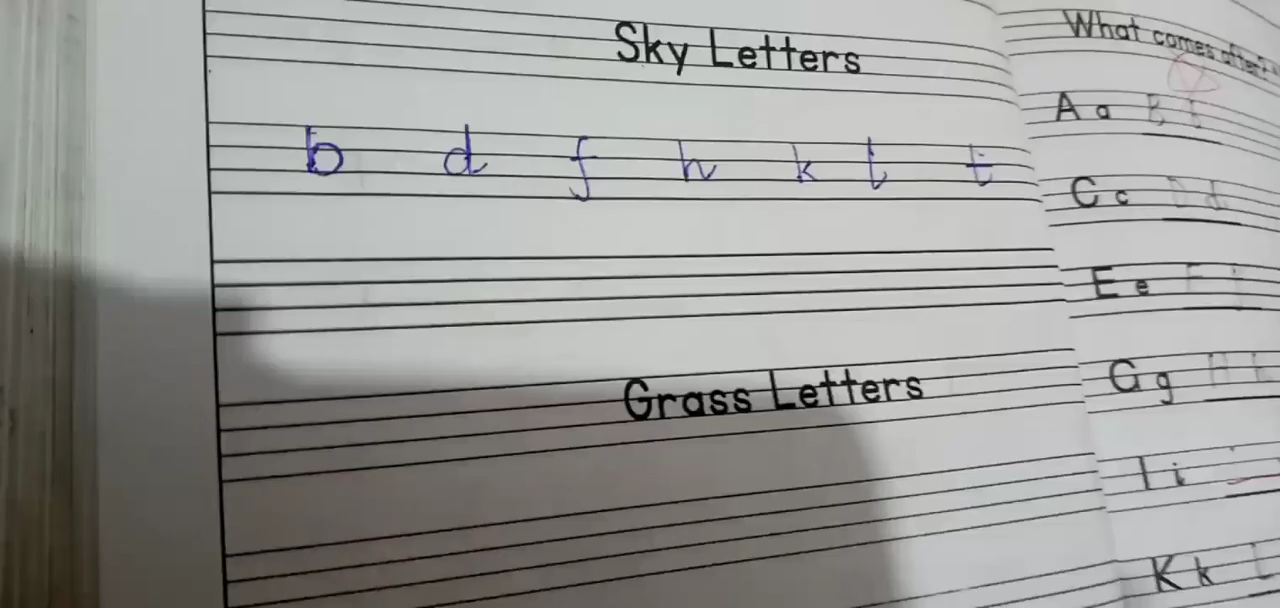 Sky Letters
b d f h k l t
Grass Letters
What comes after?
A a B b
C c D d
E e F
G g H h
I i
K k L